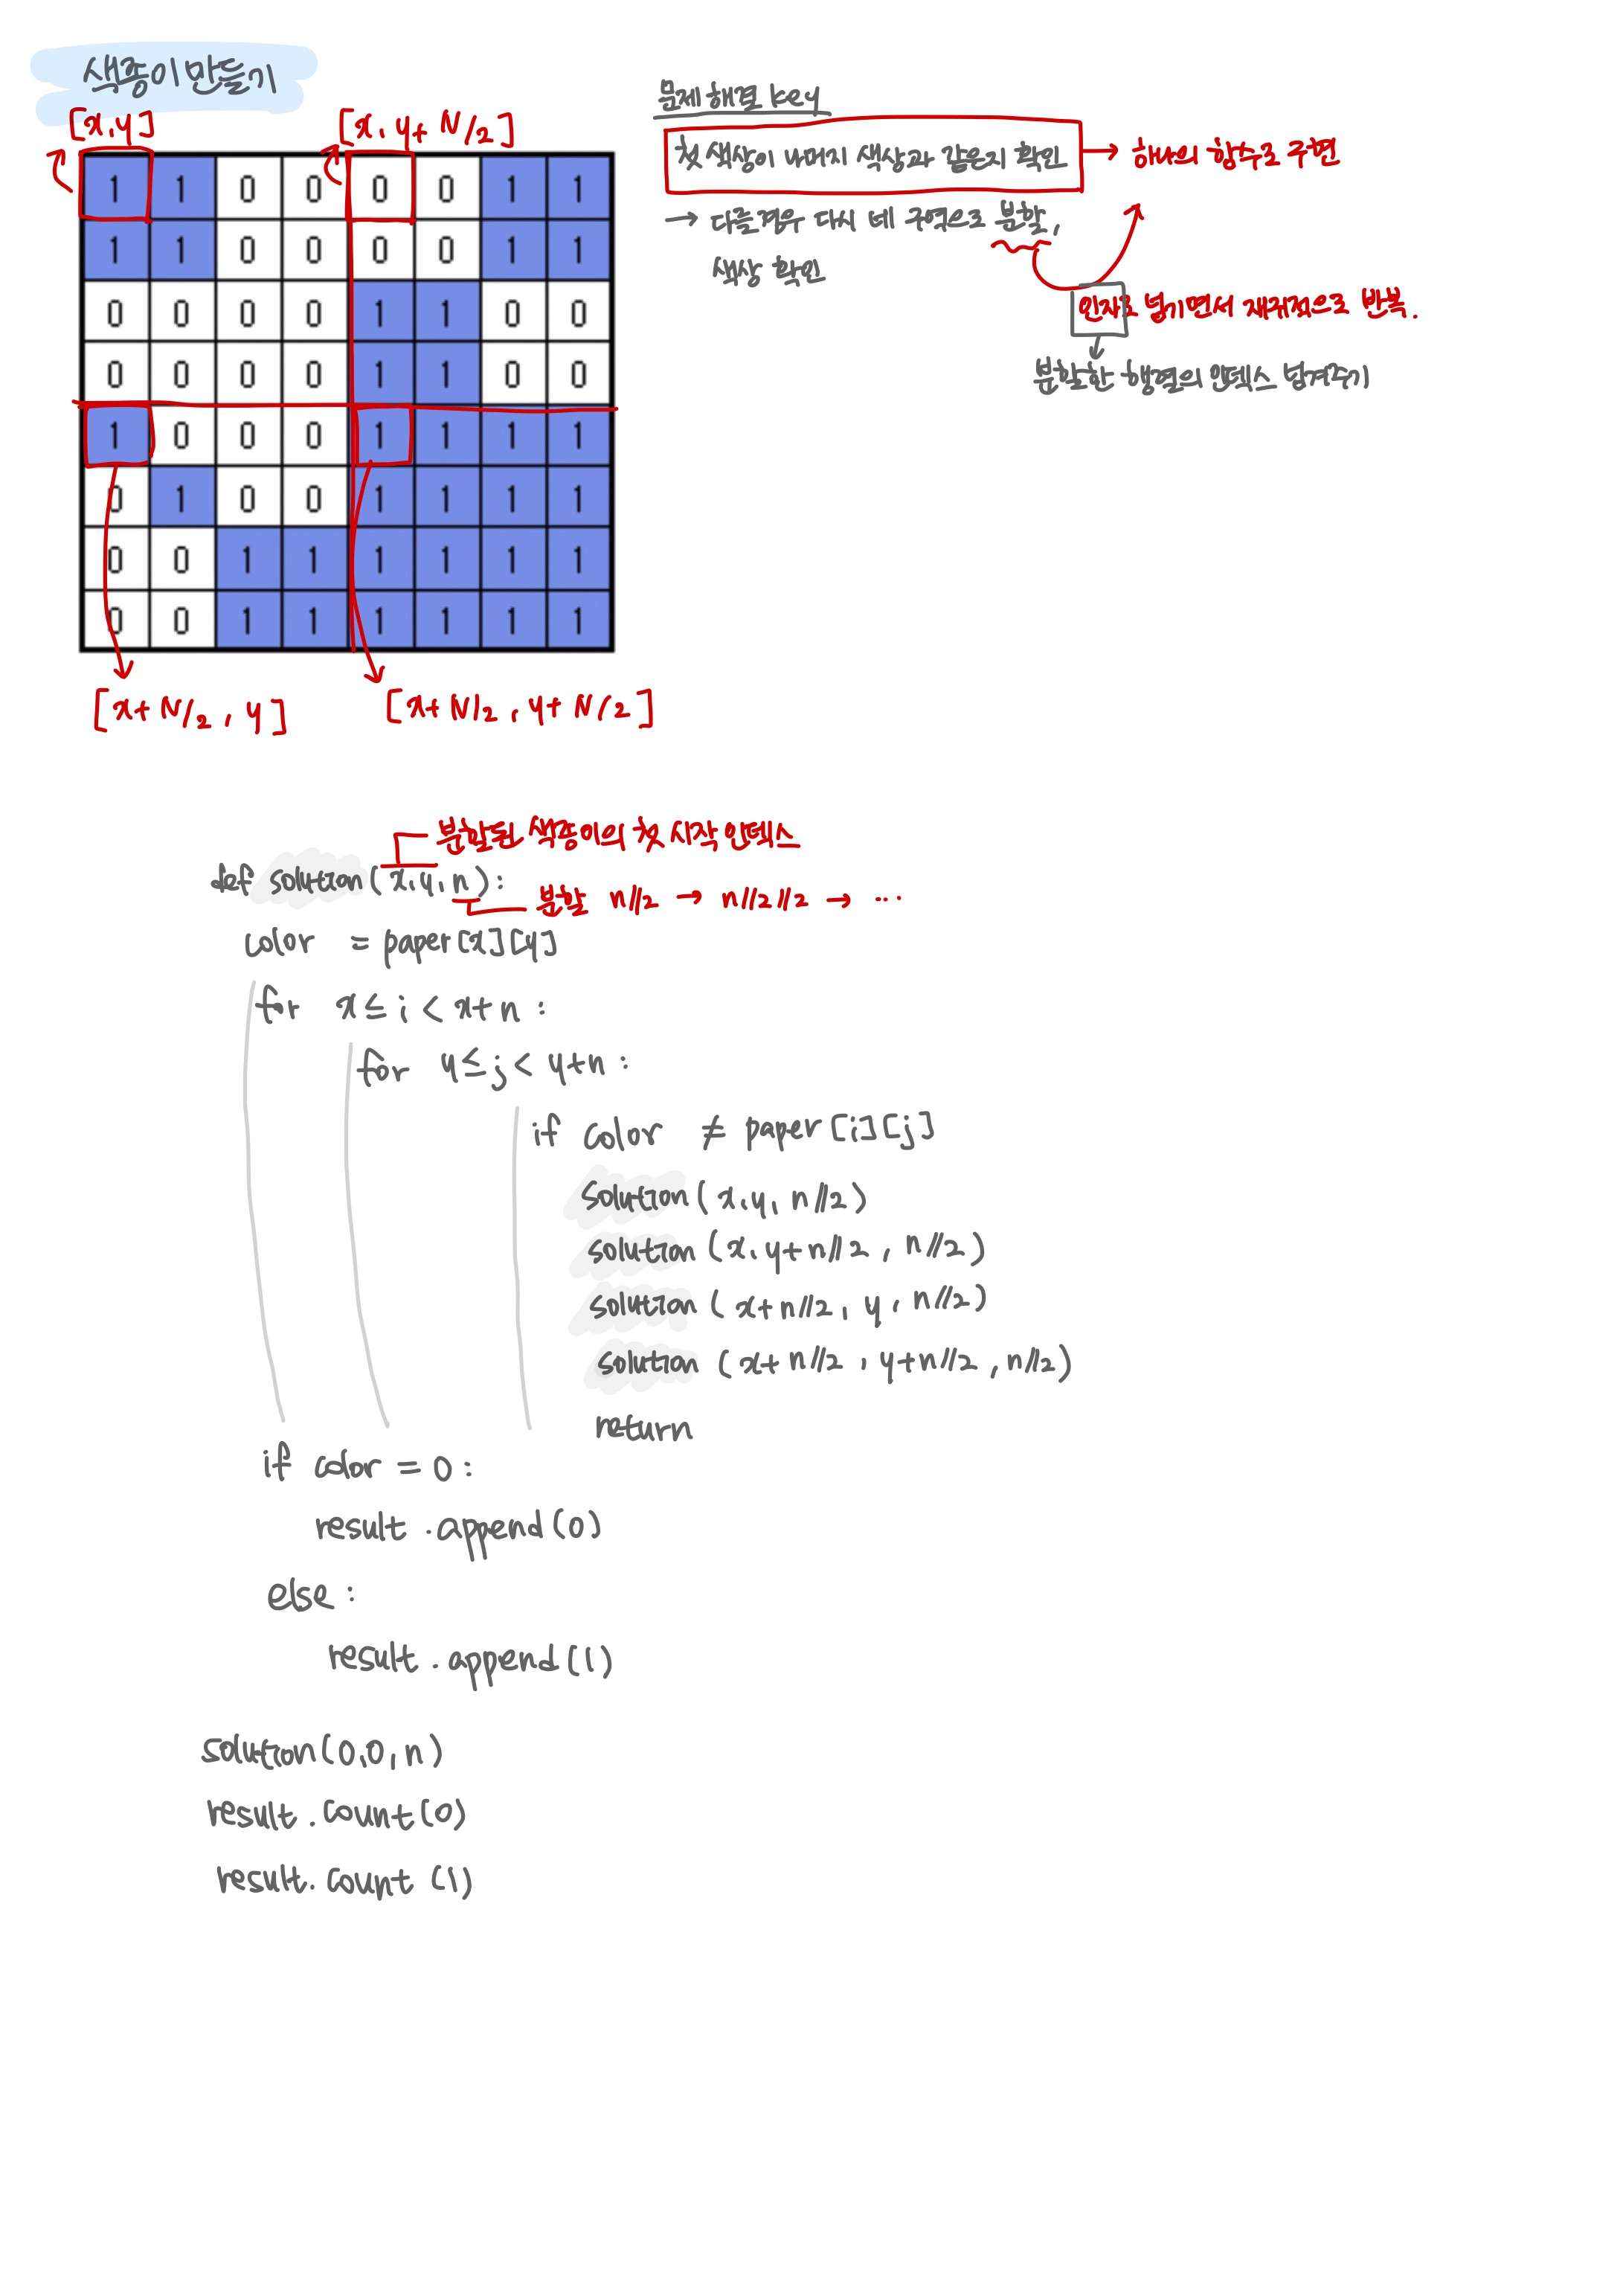 색종이 만들기
[x,y]
[x, y+ N/2]
1 1 0 0 0 0 1 1
1 1 0 0 0 0 1 1
0 0 0 0 1 1 0 0
0 0 0 0 1 1 0 0
1 0 0 0 1 1 1 1
0 1 0 0 1 1 1 1
0 0 1 1 1 1 1 1
0 0 1 1 1 1 1 1
[x+N/2, y]
[x+N/2, y+N/2]
문제 해결 key
첫 색상이 나머지 색상과 같은지 확인 → 하나의 함수로 구현
→ 다를경우 다시 네 구역으로 분할,
색상 확인
인자로 넘기면서 재귀적으로 반복.
분할한 행렬의 인덱스 넘겨주기
분할된 색종이의 첫 시작 인덱스
def solution(x,y,n):
분할 n//2 → n//2//2 → ...
color = paper[x][y]
for x≤i<x+n:
for y≤j<y+n:
if color ≠ paper[i][j]
solution(x,y,n//2)
solution(x,y+n//2,n//2)
solution(x+n//2,y,n//2)
solution(x+n//2,y+n//2,n//2)
return
if color = 0:
result.append(0)
else:
result.append(1)
solution(0,0,n)
result.count(0)
result.count(1)